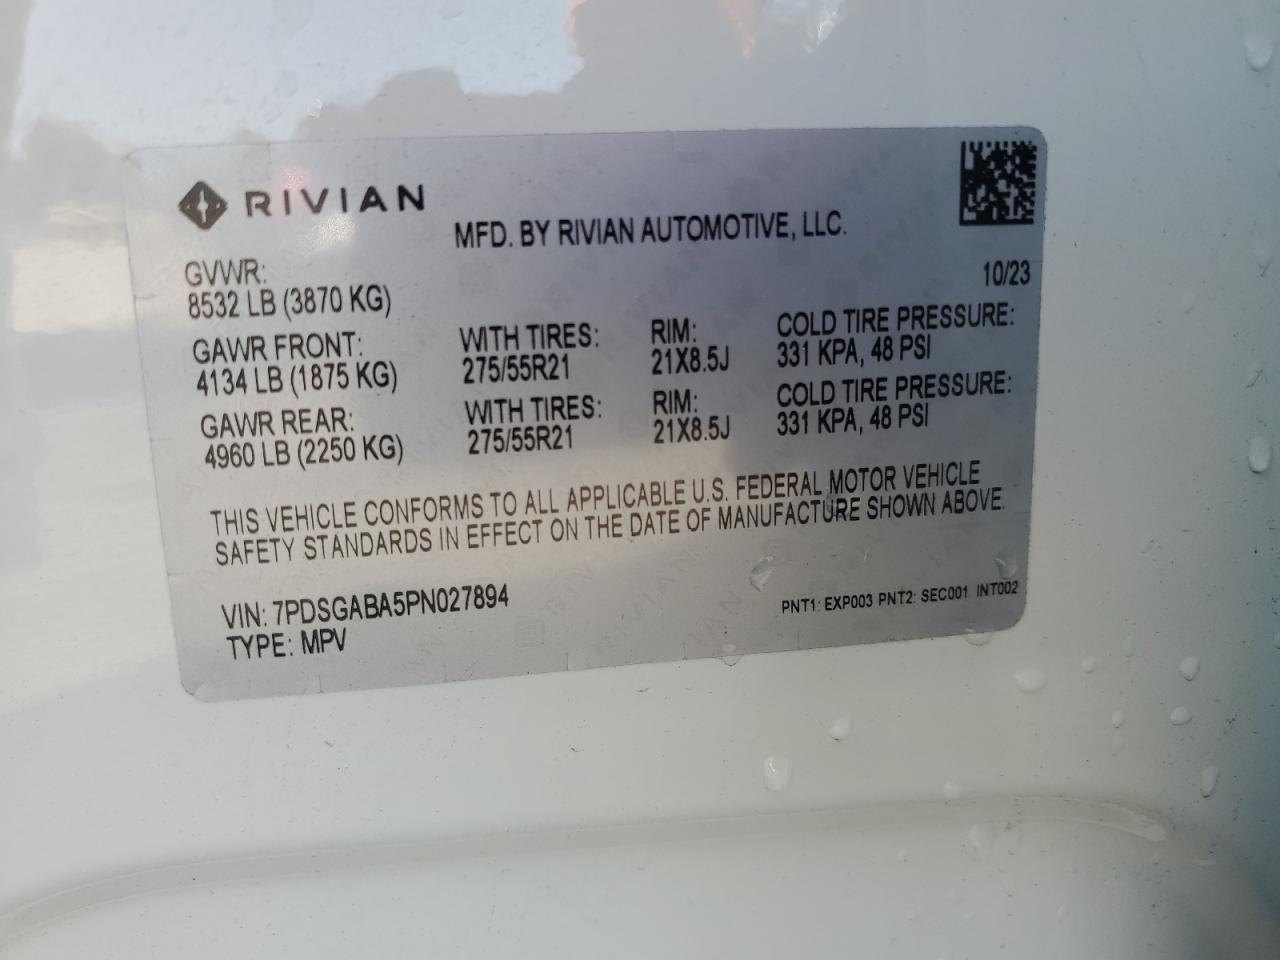 RIVIAN
MFD. BY RIVIAN AUTOMOTIVE, LLC.
GVWR:
8532 LB (3870 KG)
10/23
GAWR FRONT: WITH TIRES: RIM: COLD TIRE PRESSURE:
4134 LB (1875 KG) 275/55R21 21X8.5J 331 KPA, 48 PSI
GAWR REAR: WITH TIRES: RIM: COLD TIRE PRESSURE:
4960 LB (2250 KG) 275/55R21 21X8.5J 331 KPA, 48 PSI
THIS VEHICLE CONFORMS TO ALL APPLICABLE U.S. FEDERAL MOTOR VEHICLE
SAFETY STANDARDS IN EFFECT ON THE DATE OF MANUFACTURE SHOWN ABOVE.
VIN: 7PDSGABA5PN027894
PNT1: EXP003 PNT2: SEC001 INT002
TYPE: MPV